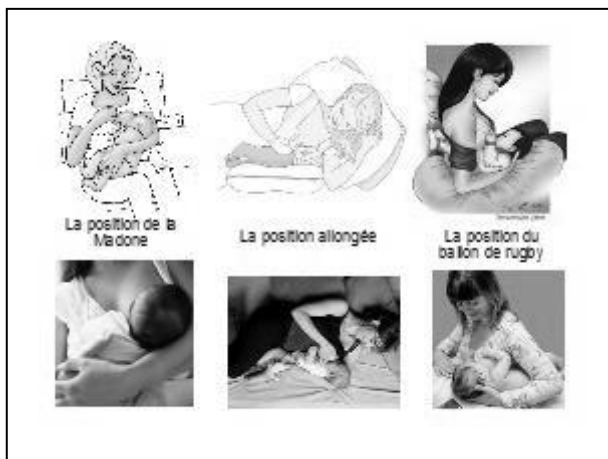 La position de la
Madone
La position allongée
La position du
ballon de rugby